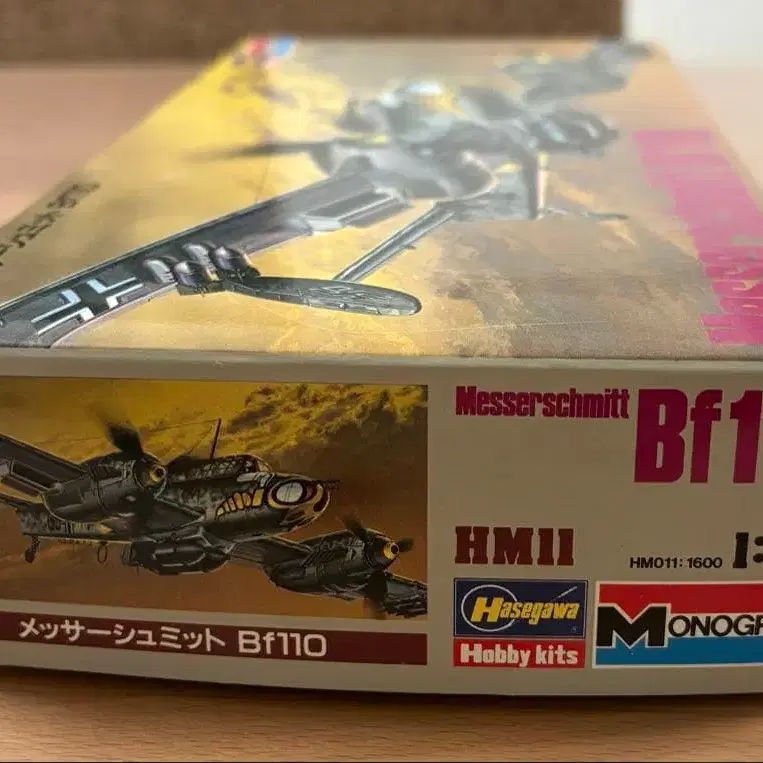 Messerschmitt Bf1
HM11
HM011:1600 1:
Hasegawa
Hobby kits
MONOGR
メッサーシュミット Bf110